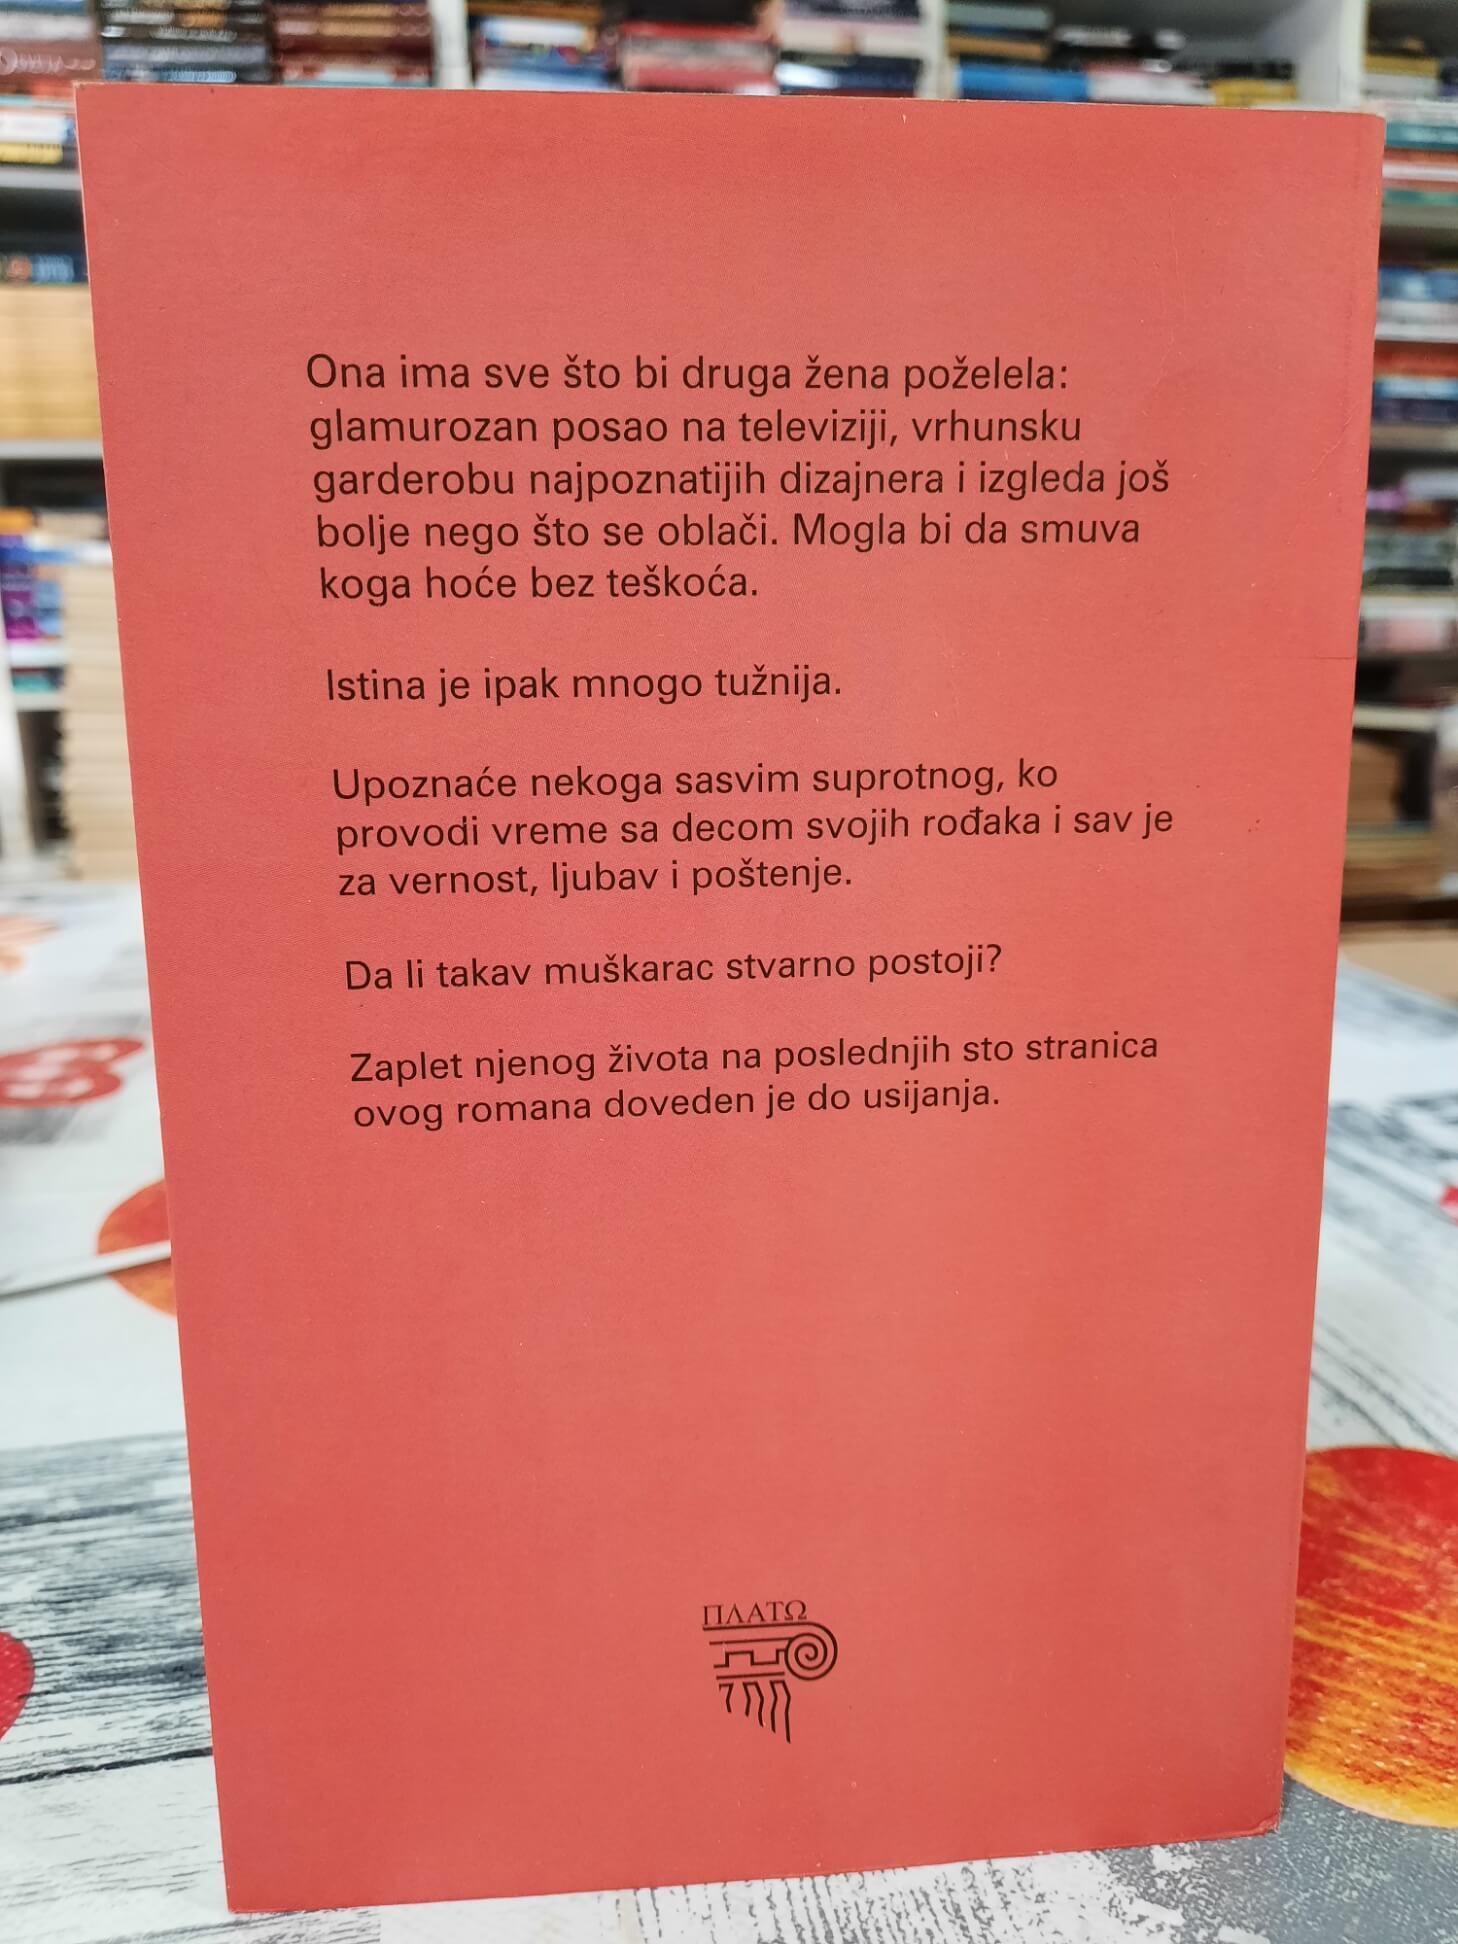 Ona ima sve što bi druga žena poželela:
glamurozan posao na televiziji, vrhunsku
garderobu najpoznatijih dizajnera i izgleda još
bolje nego što se oblači. Mogla bi da smuva
koga hoće bez teškoća.
Istina je ipak mnogo tužnija.
Upoznaće nekoga sasvim suprotnog, ko
provodi vreme sa decom svojih rođaka i sav je
za vernost, ljubav i poštenje.
Da li takav muškarac stvarno postoji?
Zaplet njenog života na poslednjih sto stranica
ovog romana doveden je do usijanja.
ΠΛΑΤΩ